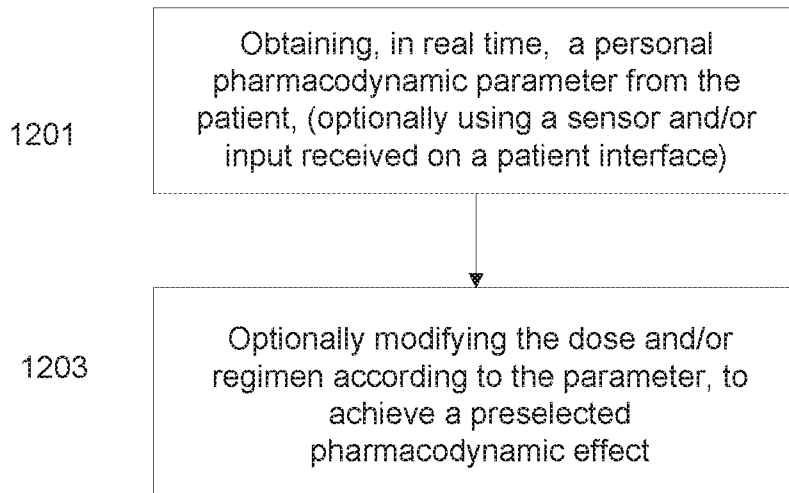 Obtaining, in real time, a personal
pharmacodynamic parameter from the
patient, (optionally using a sensor and/or
input received on a patient interface)
1201
Optionally modifying the dose and/or
regimen according to the parameter, to
achieve a preselected
pharmacodynamic effect
1203